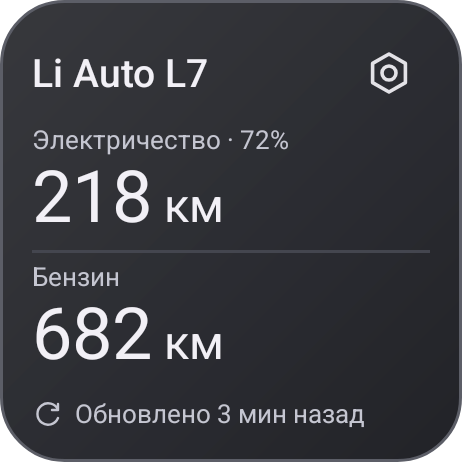 Li Auto L7
Электричество · 72%
218 км
Бензин
682 км
Обновлено 3 мин назад